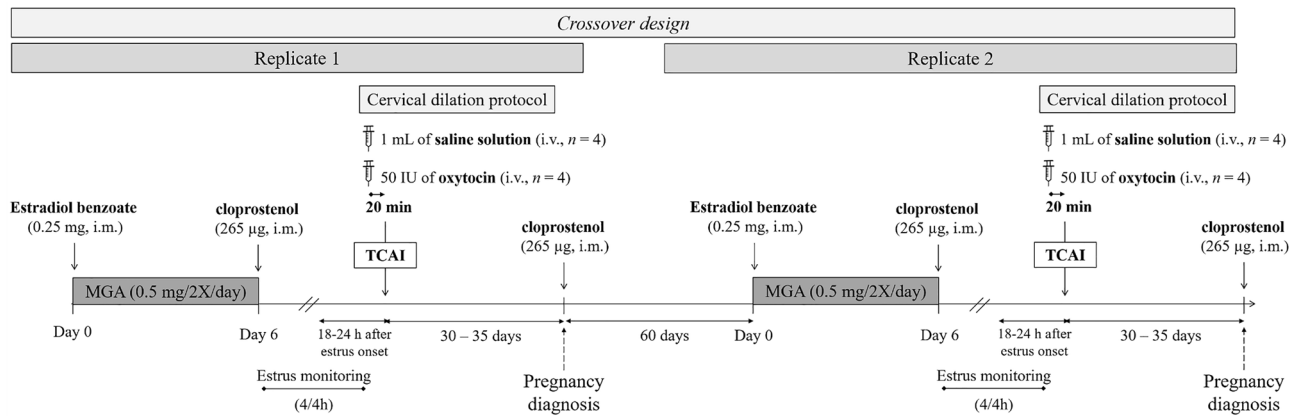 Crossover design
Replicate 1
Replicate 2
Cervical dilation protocol
1 mL of saline solution (i.v., n = 4)
50 IU of oxytocin (i.v., n = 4)
20 min
Estradiol benzoate
(0.25 mg, i.m.)
cloprostenol
(265 µg, i.m.)
TCAI
cloprostenol
(265 µg, i.m.)
MGA (0.5 mg/2X/day)
Day 0
Day 6
18-24 h after
estrus onset
30 – 35 days
60 days
Estrus monitoring
(4/4h)
Pregnancy
diagnosis
Cervical dilation protocol
1 mL of saline solution (i.v., n = 4)
50 IU of oxytocin (i.v., n = 4)
20 min
Estradiol benzoate
(0.25 mg, i.m.)
cloprostenol
(265 µg, i.m.)
TCAI
cloprostenol
(265 µg, i.m.)
MGA (0.5 mg/2X/day)
Day 0
Day 6
18-24 h after
estrus onset
30 – 35 days
Estrus monitoring
(4/4h)
Pregnancy
diagnosis